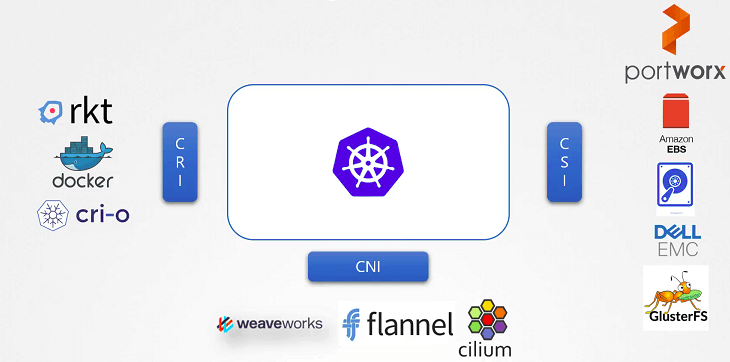 rkt
docker
cri-o
C
R
I
C
S
I
CNI
weaveworks
flannel
cilium
portworx
Amazon
EBS
DELL
EMC
GlusterFS